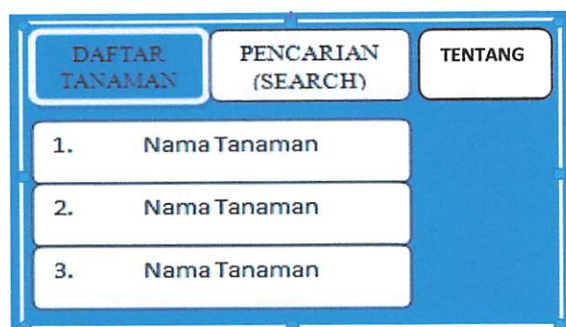 DAFTAR
TANAMAN
PENCARIAN
(SEARCH)
TENTANG
1. Nama Tanaman
2. Nama Tanaman
3. Nama Tanaman